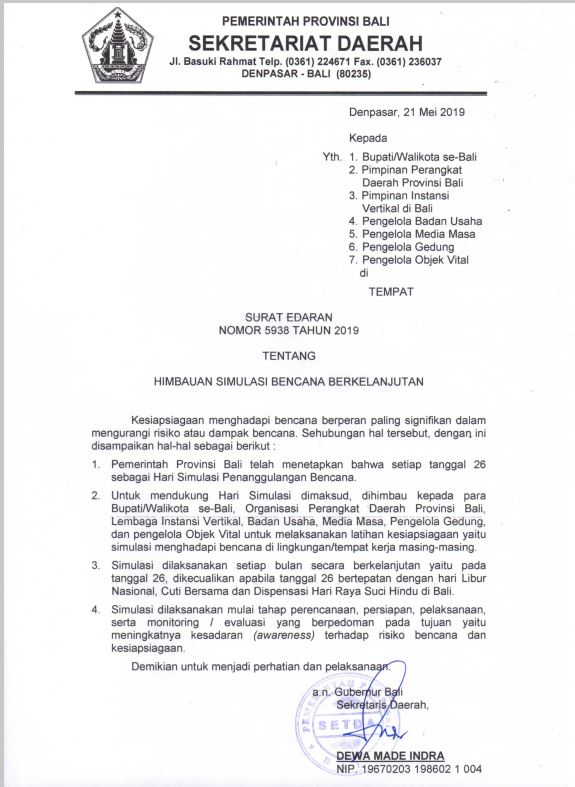 PEMERINTAH PROVINSI BALI
SEKRETARIAT DAERAH
Jl. Basuki Rahmat Telp. (0361) 224671 Fax. (0361) 236037
DENPASAR - BALI (80235)
Denpasar, 21 Mei 2019
Kepada
Yth. 1. Bupati/Walikota se-Bali
2. Pimpinan Perangkat
Daerah Provinsi Bali
3. Pimpinan Instansi
Vertikal di Bali
4. Pengelola Badan Usaha
5. Pengelola Media Masa
6. Pengelola Gedung
7. Pengelola Objek Vital
di
TEMPAT
SURAT EDARAN
NOMOR 5938 TAHUN 2019
TENTANG
HIMBAUAN SIMULASI BENCANA BERKELANJUTAN
Kesiapsiagaan menghadapi bencana berperan paling signifikan dalam
mengurangi risiko atau dampak bencana. Sehubungan hal tersebut, dengan ini
disampaikan hal-hal sebagai berikut :
1. Pemerintah Provinsi Bali telah menetapkan bahwa setiap tanggal 26
sebagai Hari Simulasi Penanggulangan Bencana.
2. Untuk mendukung Hari Simulasi dimaksud, dihimbau kepada para
Bupati/Walikota se-Bali, Organisasi Perangkat Daerah Provinsi Bali,
Lembaga Instansi Vertikal, Badan Usaha, Media Masa, Pengelola Gedung,
dan pengelola Objek Vital untuk melaksanakan latihan kesiapsiagaan yaitu
simulasi menghadapi bencana di lingkungan/tempat kerja masing-masing.
3. Simulasi dilaksanakan setiap bulan secara berkelanjutan yaitu pada
tanggal 26, dikecualikan apabila tanggal 26 bertepatan dengan hari Libur
Nasional, Cuti Bersama dan Dispensasi Hari Raya Suci Hindu di Bali.
4. Simulasi dilaksanakan mulai tahap perencanaan, persiapan, pelaksanaan,
serta monitoring / evaluasi yang berpedoman pada tujuan yaitu
meningkatnya kesadaran (awareness) terhadap risiko bencana dan
kesiapsiagaan.
Demikian untuk menjadi perhatian dan pelaksanaan.
a.n. Gubernur Bali
Sekretaris Daerah,
SETDA
DEWA MADE INDRA
NIP. 19670203 198602 1 004